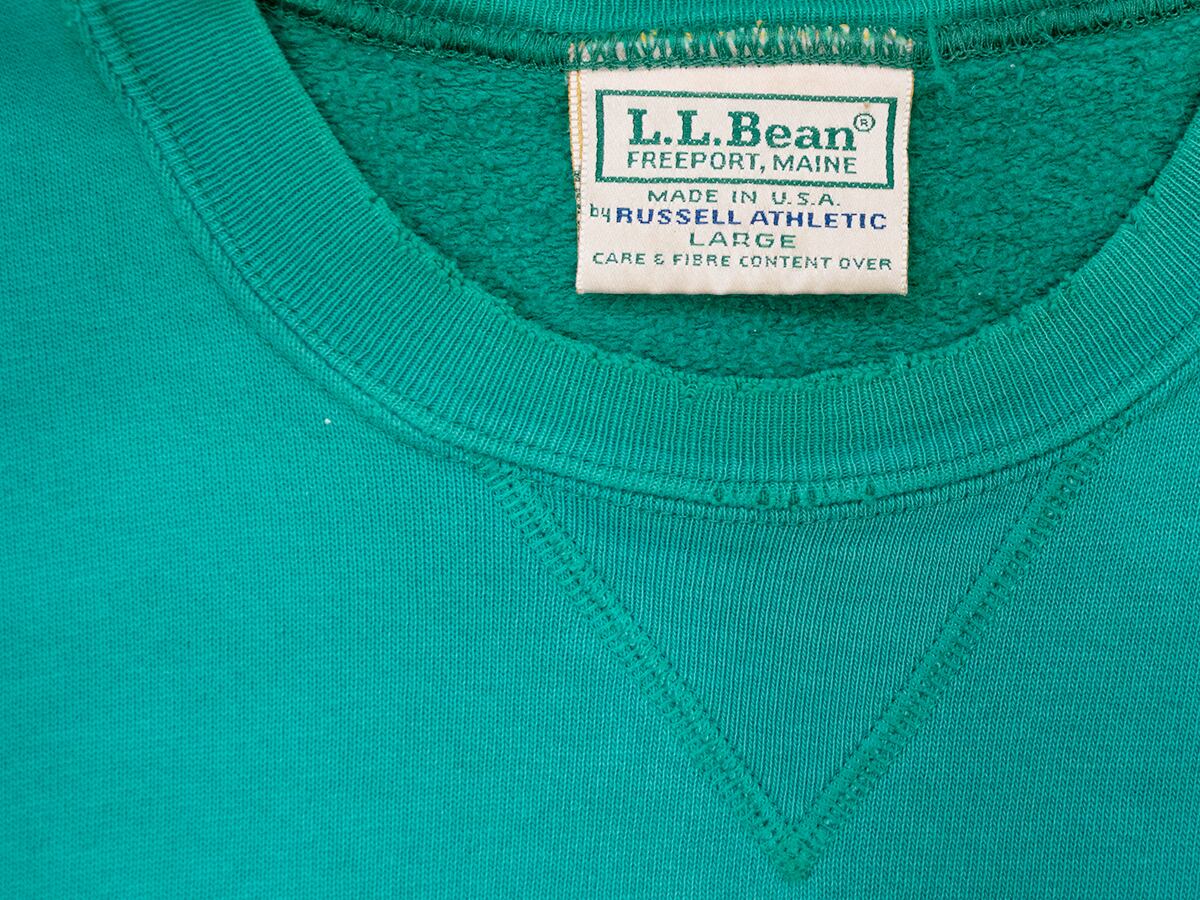 L.L.Bean®
FREEPORT, MAINE
MADE IN U.S.A.
by RUSSELL ATHLETIC
LARGE
CARE & FIBRE CONTENT OVER